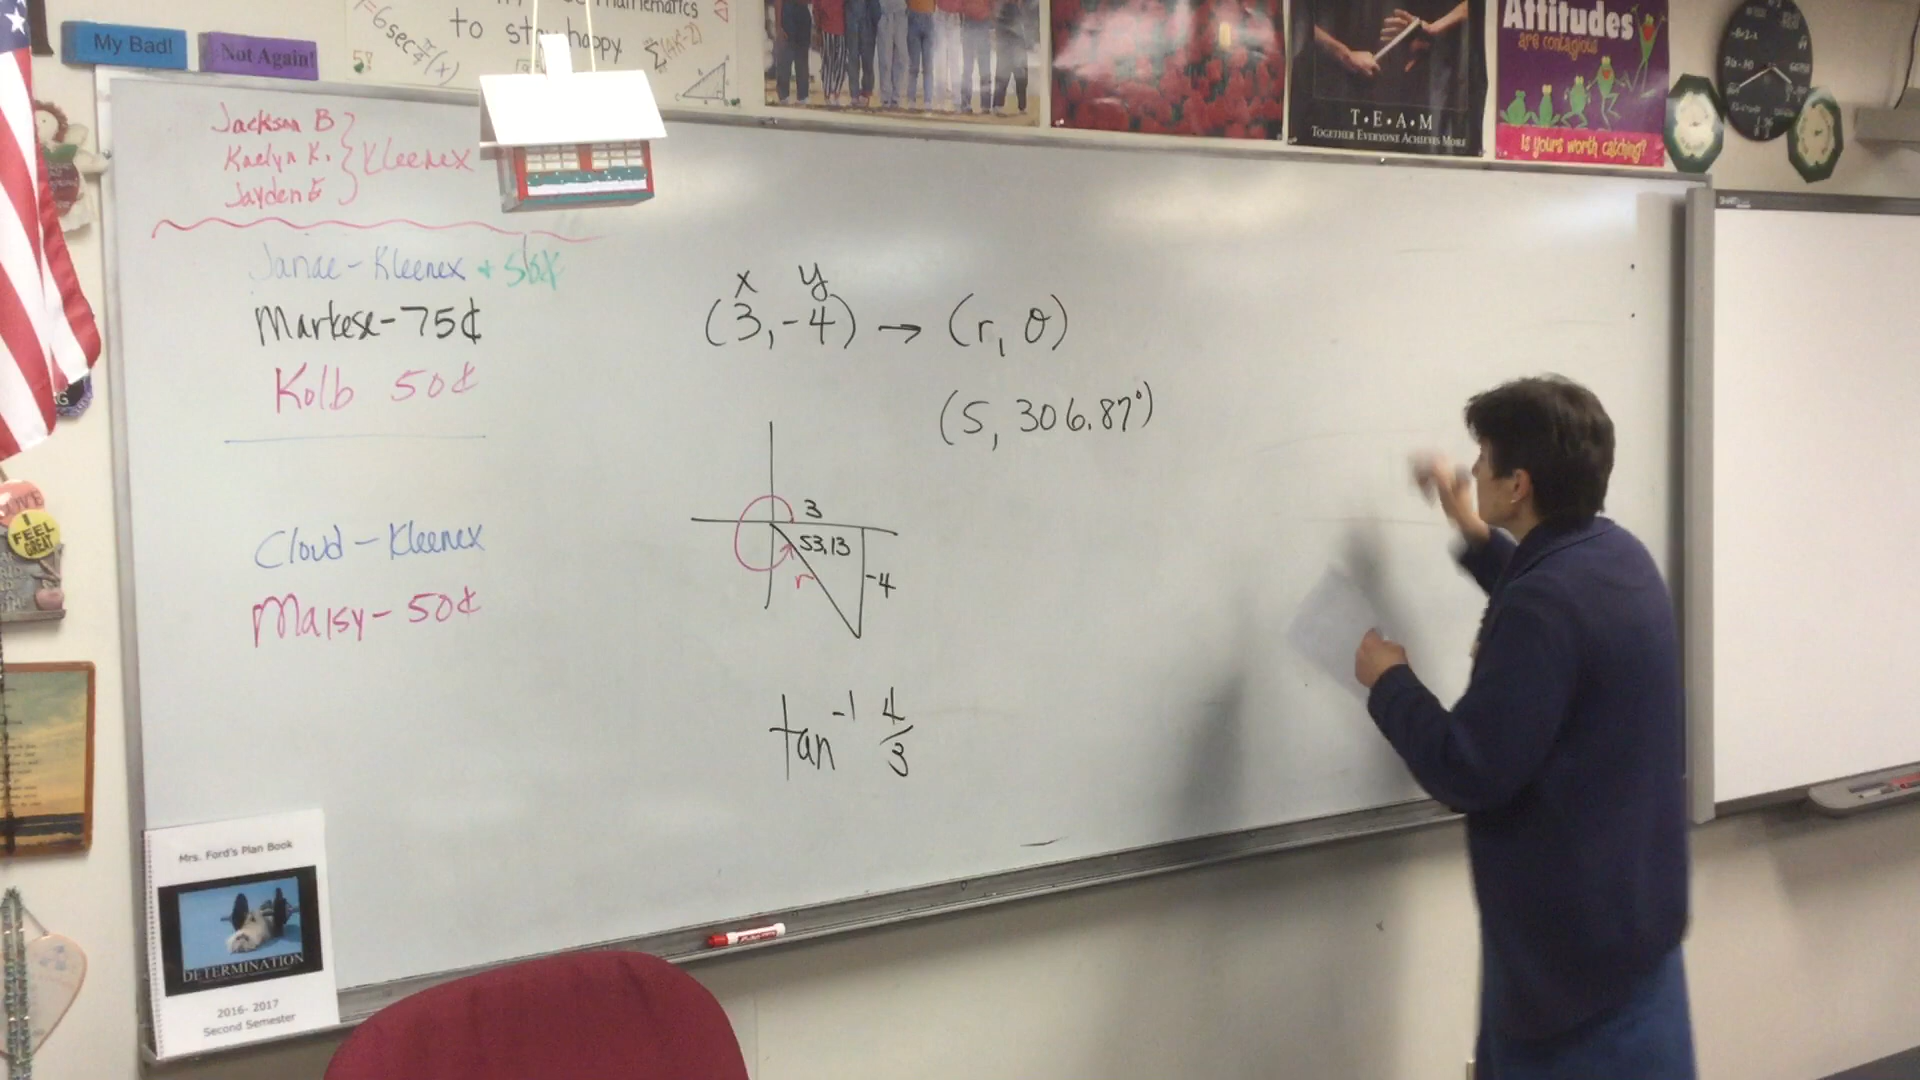 My Bad!
Not Again!
mathematics
to stay happy
Jackson B
Kaelyn K.
Jayden E
Kleenex
Janae - Kleenex +
Markese - 75¢
Kolb 50¢
Cloud - Kleenex
Maisy - 50¢
x y
(3, -4) → (r, θ)
(5, 306.87°)
3
53.13
r
-4
tan⁻¹ 4/3
T•E•A•M
TOGETHER EVERYONE ACHIEVES MORE
Attitudes
are contagious
Is yours worth catching?
I
FEEL
GREAT
Mrs. Ford's Plan Book
DETERMINATION
2016- 2017
Second Semester